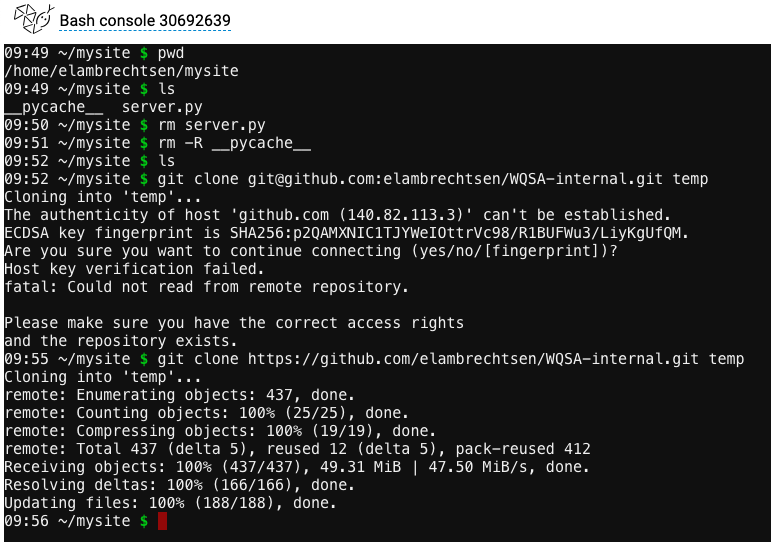 Bash console 30692639
09:49 ~/mysite $ pwd
/home/elambrechtsen/mysite
09:49 ~/mysite $ ls
__pycache__  server.py
09:50 ~/mysite $ rm server.py
09:51 ~/mysite $ rm -R __pycache__
09:52 ~/mysite $ ls
09:52 ~/mysite $ git clone git@github.com:elambrechtsen/WQSA-internal.git temp
Cloning into 'temp'...
The authenticity of host 'github.com (140.82.113.3)' can't be established.
ECDSA key fingerprint is SHA256:p2QAMXNIC1TJYWeIOttrVc98/R1BUFWu3/LiyKgUfQM.
Are you sure you want to continue connecting (yes/no/[fingerprint])?
Host key verification failed.
fatal: Could not read from remote repository.

Please make sure you have the correct access rights
and the repository exists.
09:55 ~/mysite $ git clone https://github.com/elambrechtsen/WQSA-internal.git temp
Cloning into 'temp'...
remote: Enumerating objects: 437, done.
remote: Counting objects: 100% (25/25), done.
remote: Compressing objects: 100% (19/19), done.
remote: Total 437 (delta 5), reused 12 (delta 5), pack-reused 412
Receiving objects: 100% (437/437), 49.31 MiB | 47.50 MiB/s, done.
Resolving deltas: 100% (166/166), done.
Updating files: 100% (188/188), done.
09:56 ~/mysite $